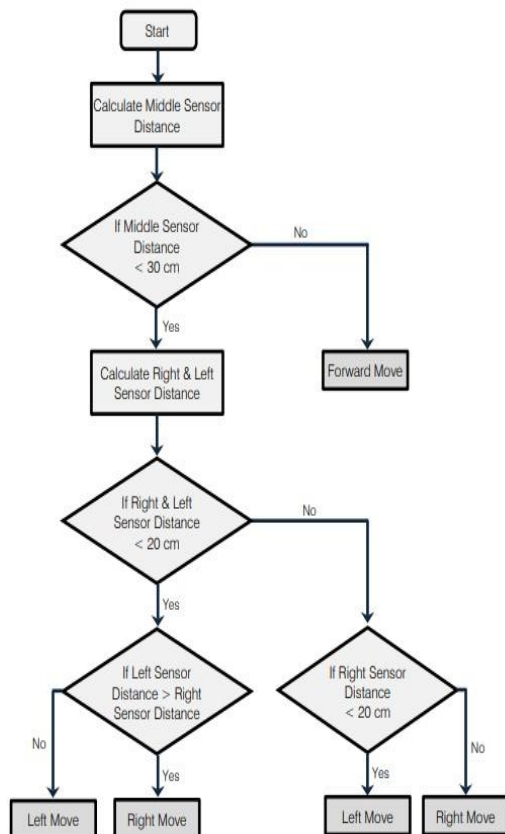 Start
Calculate Middle Sensor
Distance
If Middle Sensor
Distance
< 30 cm
No
Yes
Calculate Right & Left
Sensor Distance
Forward Move
If Right & Left
Sensor Distance
< 20 cm
No
Yes
If Left Sensor
Distance > Right
Sensor Distance
If Right Sensor
Distance
< 20 cm
No
Yes
Yes
No
Left Move
Right Move
Left Move
Right Move